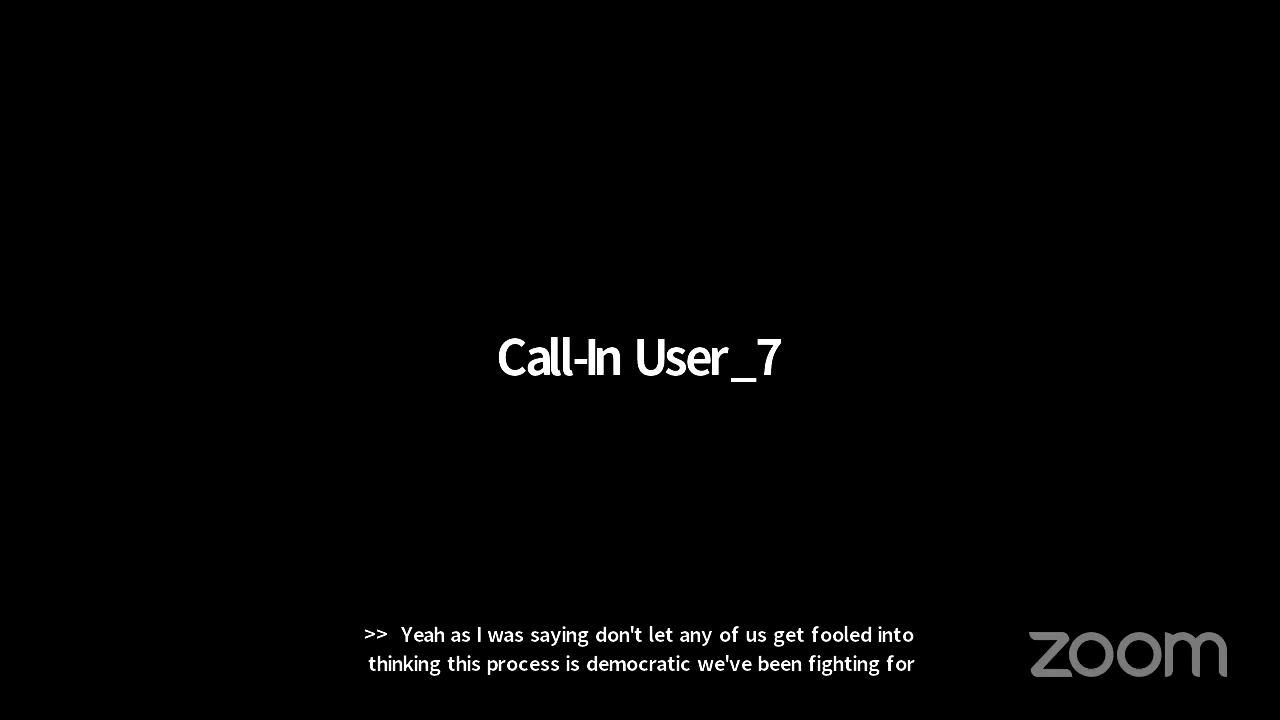 Call-In User_7
>> Yeah as I was saying don't let any of us get fooled into
thinking this process is democratic we've been fighting for
zoom